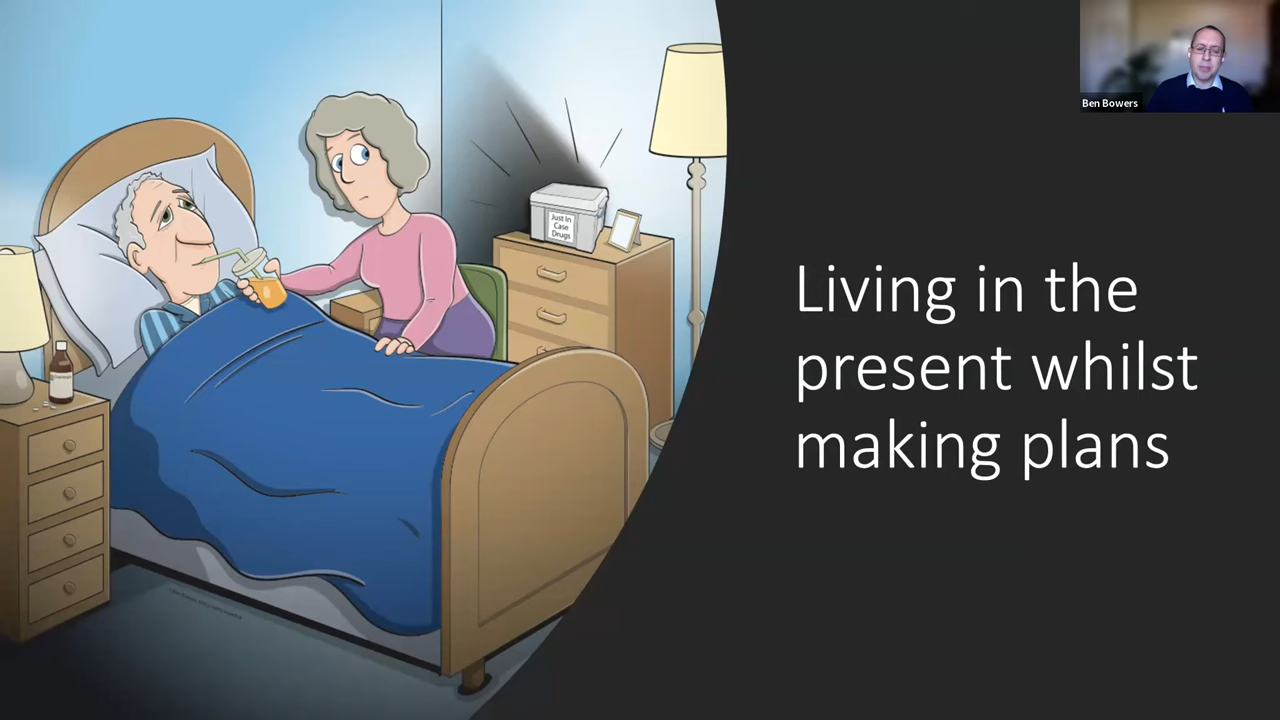 Ben Bowers
Just In
Case
Drugs
Living in the
present whilst
making plans